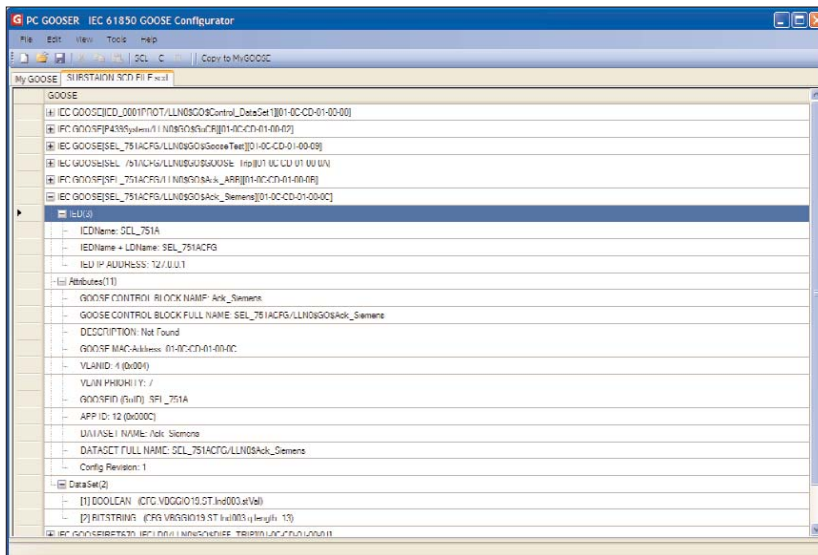 PC GOOSER IEC 61850 GOOSE Configurator
File Edit View Tools Help
SCL C D Copy to MyGOOSE
My GOOSE SUBSTAION SCD FILE.scd
GOOSE
IEC GOOSE[IED_0001PROT/LLN0$GO$Control_DataSet1][01-0C-CD-01-00-00]
IEC GOOSE[P439System/LLN0$GO$GoCB][01-0C-CD-01-00-02]
IEC GOOSE[SEL_751ACFG/LLN0$GO$GooseTest][01-0C-CD-01-00-09]
IEC GOOSE[SEL_751ACFG/LLN0$GO$GOOSE_Trip][01-0C-CD-01-00-0A]
IEC GOOSE[SEL_751ACFG/LLN0$GO$Ack_ABB][01-0C-CD-01-00-0B]
IEC GOOSE[SEL_751ACFG/LLN0$GO$Ack_Siemens][01-0C-CD-01-00-0C]
IED(3)
IEDName: SEL_751A
IEDName + LDName: SEL_751ACFG
IED IP ADDRESS: 127.0.0.1
Attributes(11)
GOOSE CONTROL BLOCK NAME: Ack_Siemens
GOOSE CONTROL BLOCK FULL NAME: SEL_751ACFG/LLN0$GO$Ack_Siemens
DESCRIPTION: Not Found
GOOSE MAC-Address: 01-0C-CD-01-00-0C
VLANID: 4 (0x004)
VLAN PRIORITY: 7
GOOSEID (GoID): SEL_751A
APP ID: 12 (0x000C)
DATASET NAME: Ack_Siemens
DATASET FULL NAME: SEL_751ACFG/LLN0$Ack_Siemens
Config Revision: 1
DataSet(2)
[1] BOOLEAN (CFG.VBGGIO19.ST.Ind003.stVal)
[2] BITSTRING (CFG.VBGGIO19.ST.Ind003.q length: 13)
IEC GOOSE[RET670_IECLD0/LLN0$GO$DIFF_TRIP]